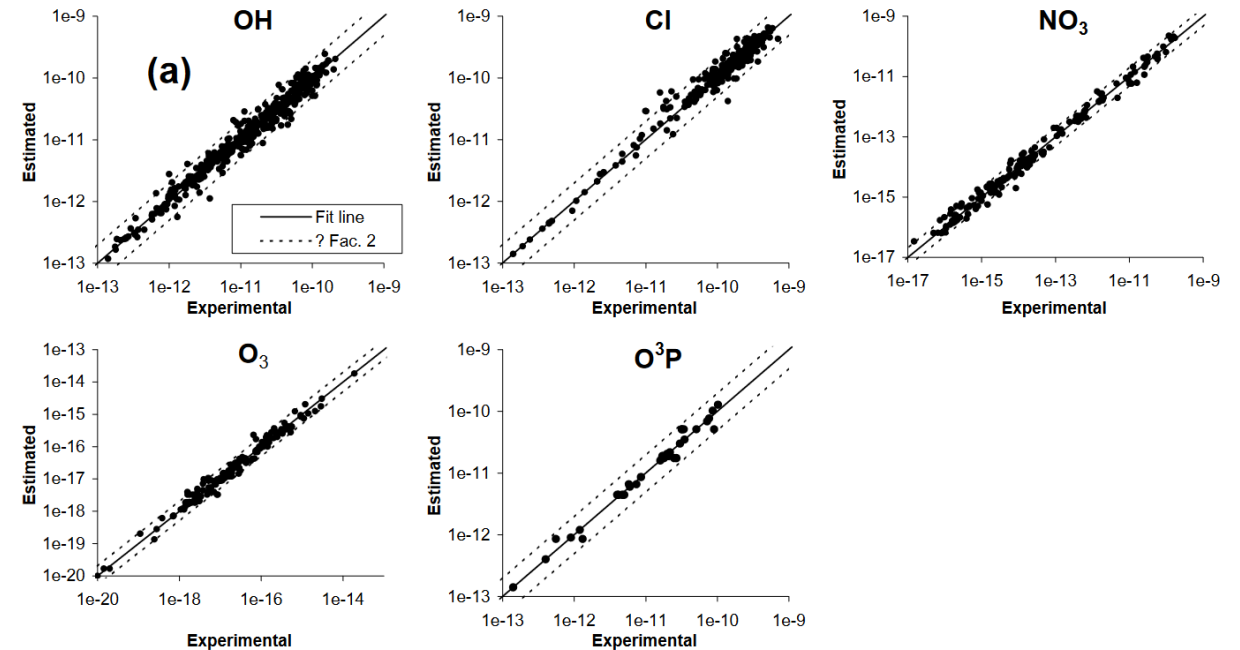 OH
(a)
1e-9
1e-10
1e-11
1e-12
1e-13
Estimated
Fit line
? Fac. 2
1e-13 1e-12 1e-11 1e-10 1e-9
Experimental
Cl
1e-9
1e-10
1e-11
1e-12
1e-13
Estimated
1e-13 1e-12 1e-11 1e-10 1e-9
Experimental
NO₃
1e-9
1e-11
1e-13
1e-15
1e-17
Estimated
1e-17 1e-15 1e-13 1e-11 1e-9
Experimental
O₃
1e-13
1e-14
1e-15
1e-16
1e-17
1e-18
1e-19
1e-20
Estimated
1e-20 1e-18 1e-16 1e-14
Experimental
O³P
1e-9
1e-10
1e-11
1e-12
1e-13
Estimated
1e-13 1e-12 1e-11 1e-10 1e-9
Experimental